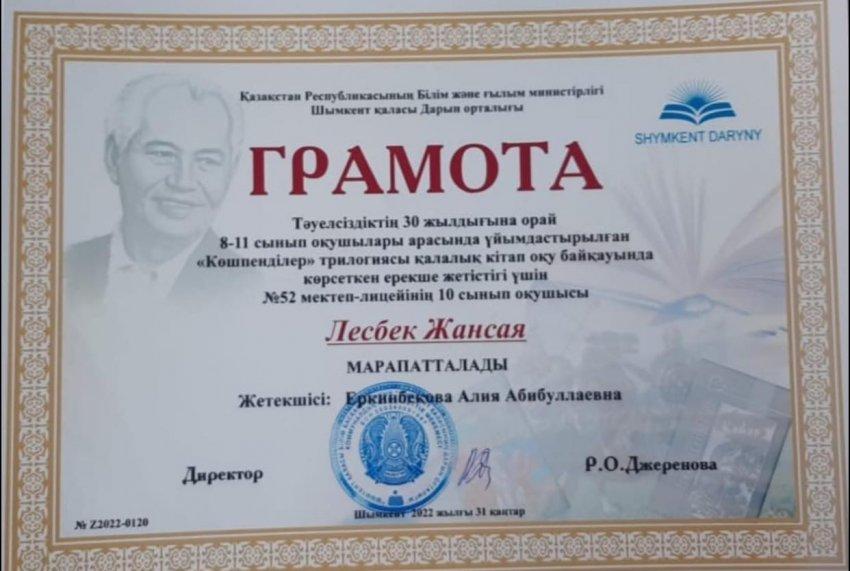 Қазақстан Республикасының Білім және ғылым министірлігі
Шымкент қаласы Дарын орталығы
SHYMKENT DARYNY
ГРАМОТА
Тәуелсіздіктің 30 жылдығына орай
8-11 сынып оқушылары арасында ұйымдастырылған
«Көшпенділер» трилогиясы қалалық кітап оқу байқауында
көрсеткен ерекше жетістігі үшін
№52 мектеп-лицейінің 10 сынып оқушысы
Лесбек Жансая
МАРАПАТТАЛАДЫ
Жетекшісі: Еркинбекова Алия Абибуллаевна
Директор Р.О.Джеренова
№ Z2022-0120
Шымкент 2022 жылғы 31 қаңтар